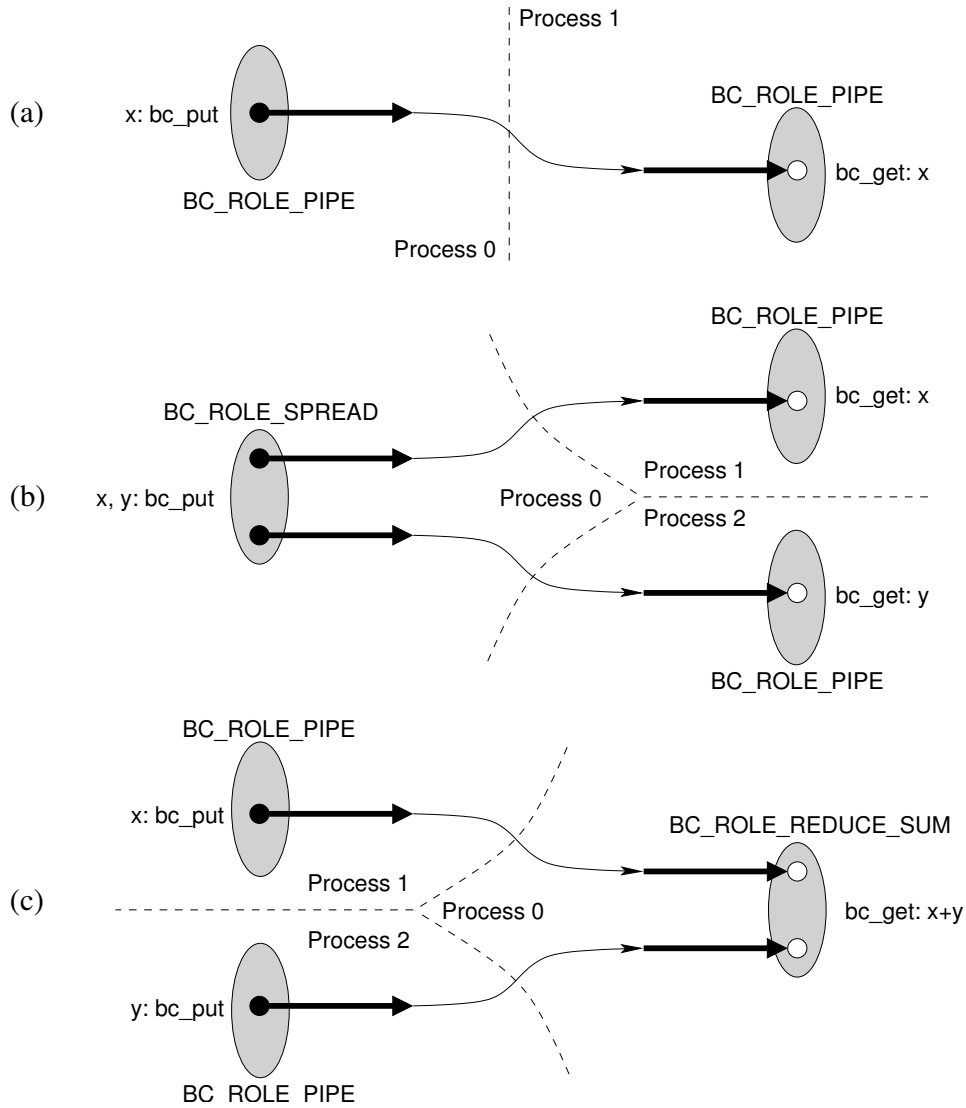 Process 1
(a)
x: bc_put
BC_ROLE_PIPE
BC_ROLE_PIPE
bc_get: x
Process 0
BC_ROLE_PIPE
bc_get: x
BC_ROLE_SPREAD
(b)
x, y: bc_put
Process 0
Process 1
Process 2
bc_get: y
BC_ROLE_PIPE
BC_ROLE_PIPE
x: bc_put
BC_ROLE_REDUCE_SUM
Process 1
(c)
Process 0
bc_get: x+y
Process 2
y: bc_put
BC_ROLE_PIPE